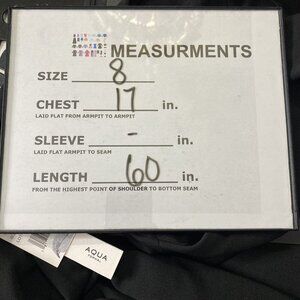 MEASURMENTS
SIZE 8
CHEST 17 in.
LAID FLAT FROM ARMPIT TO ARMPIT
SLEEVE - in.
LAID FLAT ARMPIT TO SEAM
LENGTH 60 in.
FROM THE HIGHEST POINT OF SHOULDER TO BOTTOM SEAM
AQUA
FORMAL